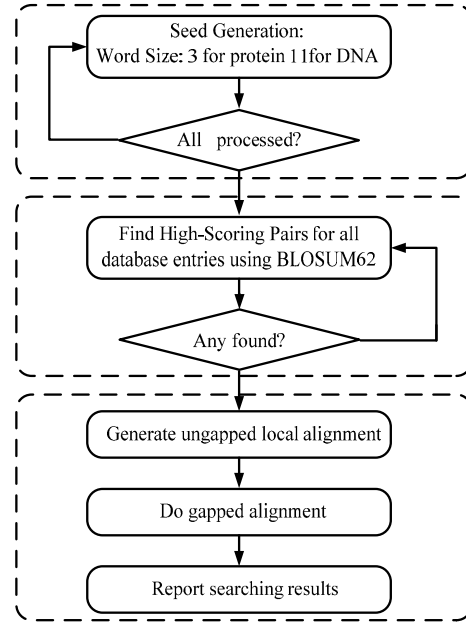 Seed Generation:
Word Size: 3 for protein 11for DNA
All processed?
Find High-Scoring Pairs for all
database entries using BLOSUM62
Any found?
Generate ungapped local alignment
Do gapped alignment
Report searching results